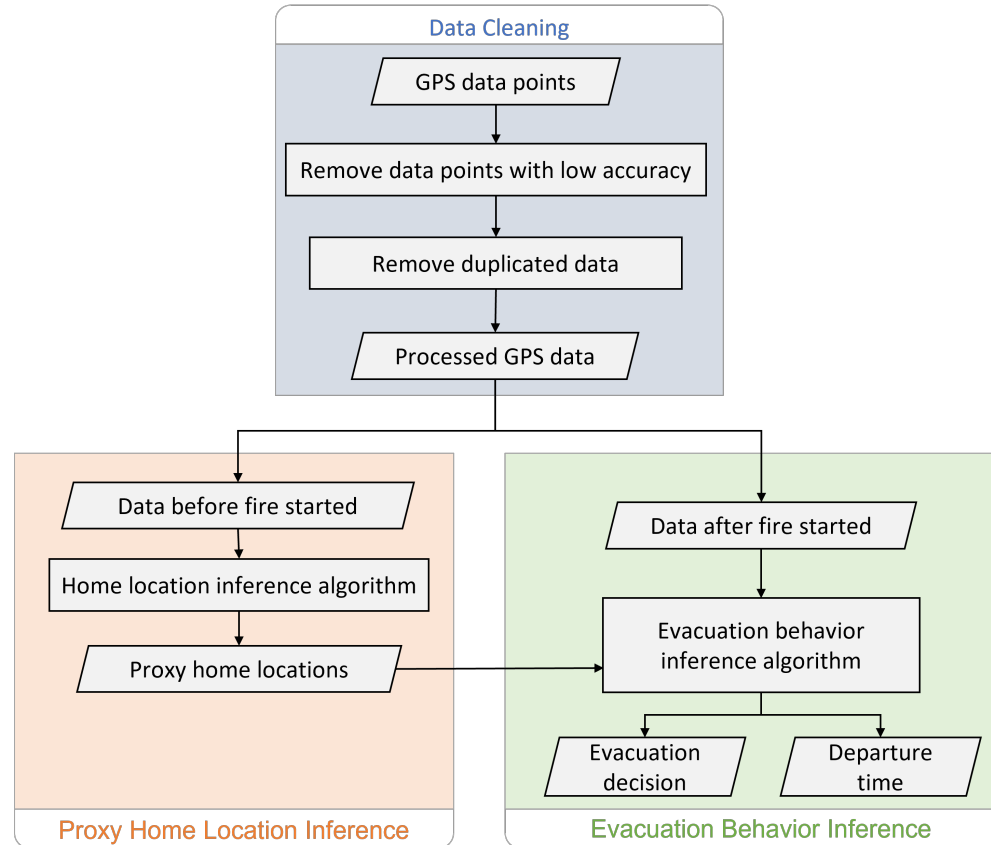 Data Cleaning
GPS data points
Remove data points with low accuracy
Remove duplicated data
Processed GPS data
Data before fire started
Home location inference algorithm
Proxy home locations
Proxy Home Location Inference
Data after fire started
Evacuation behavior
inference algorithm
Evacuation
decision
Departure
time
Evacuation Behavior Inference